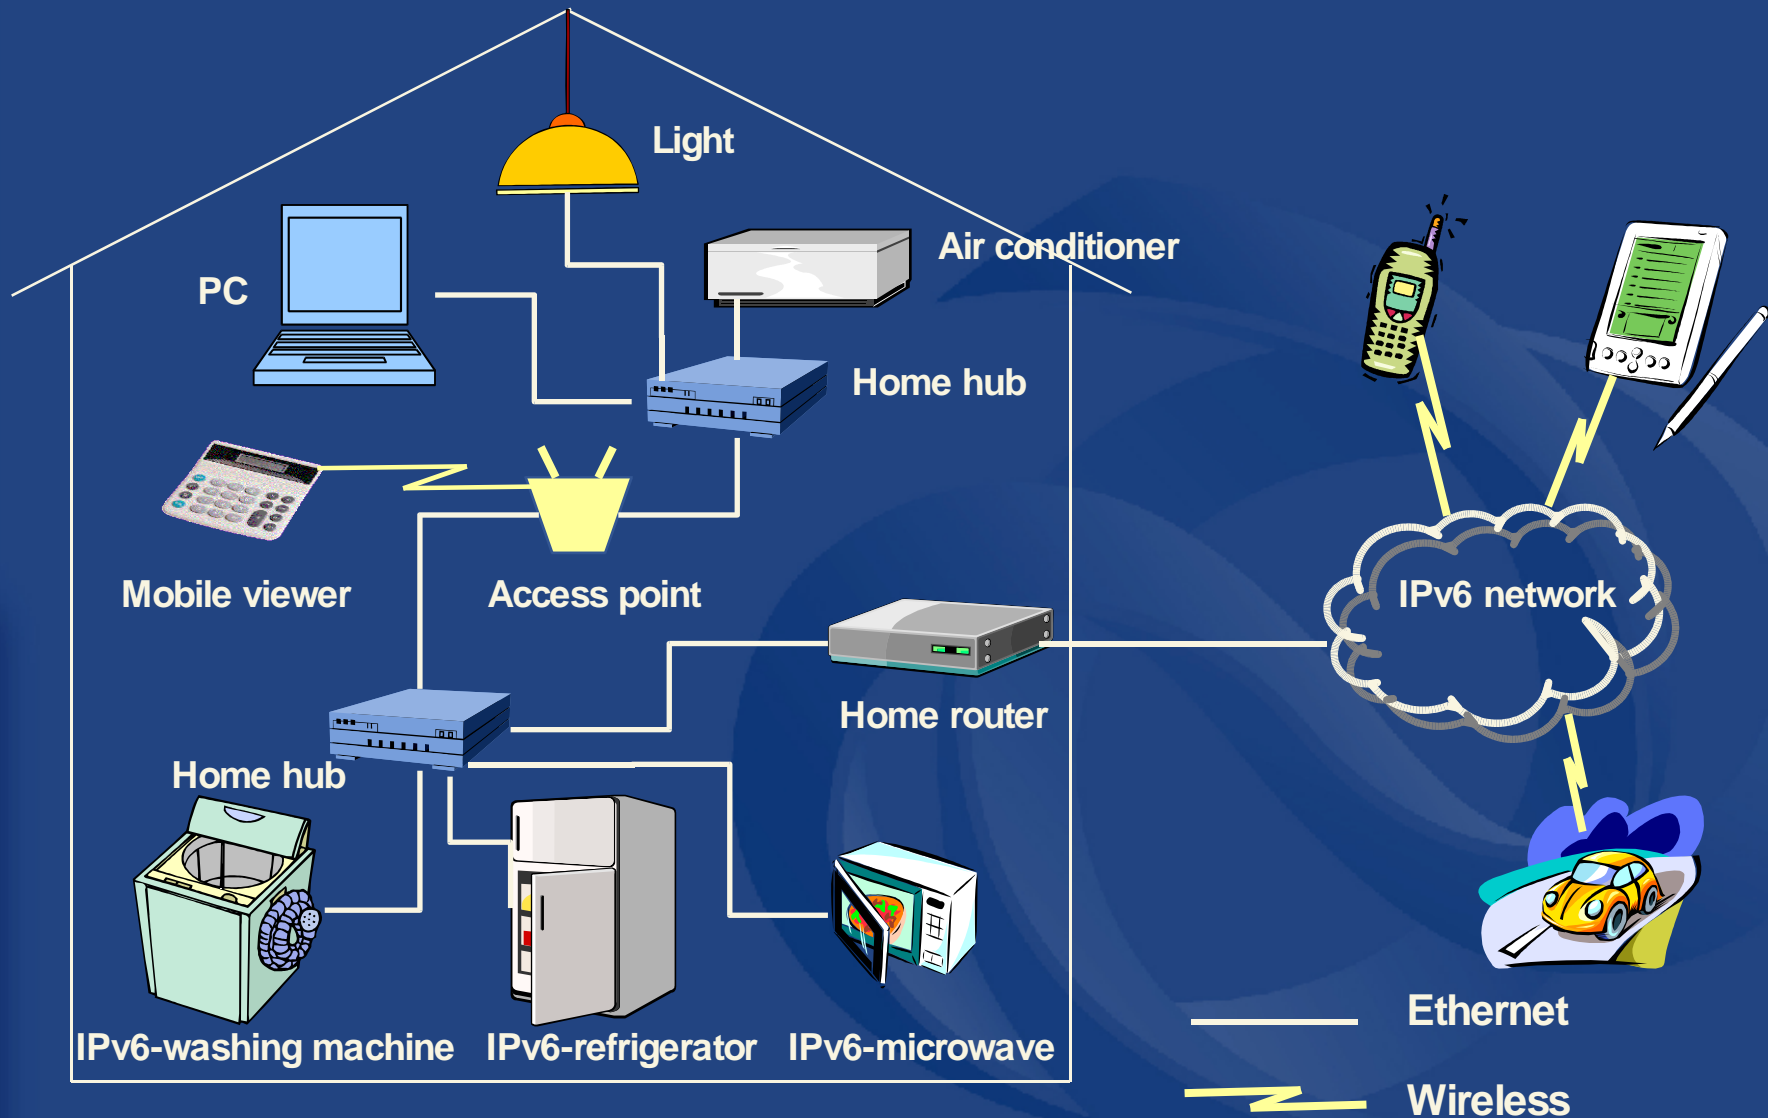 Light
Air conditioner
PC
Home hub
Mobile viewer
Access point
IPv6 network
Home router
Home hub
IPv6-washing machine
IPv6-refrigerator
IPv6-microwave
Ethernet
Wireless